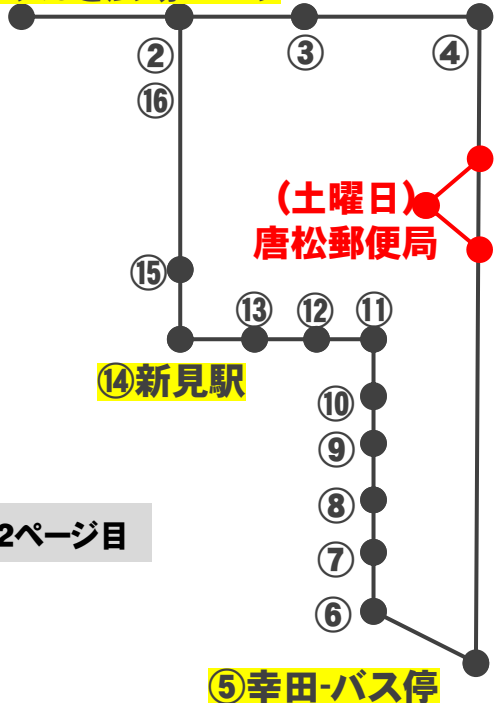 ②
③
④
⑯
(土曜日)
唐松郵便局
⑮
⑬
⑫
⑪
⑭新見駅
⑩
⑨
⑧
2ページ目
⑦
⑥
⑤幸田-バス停